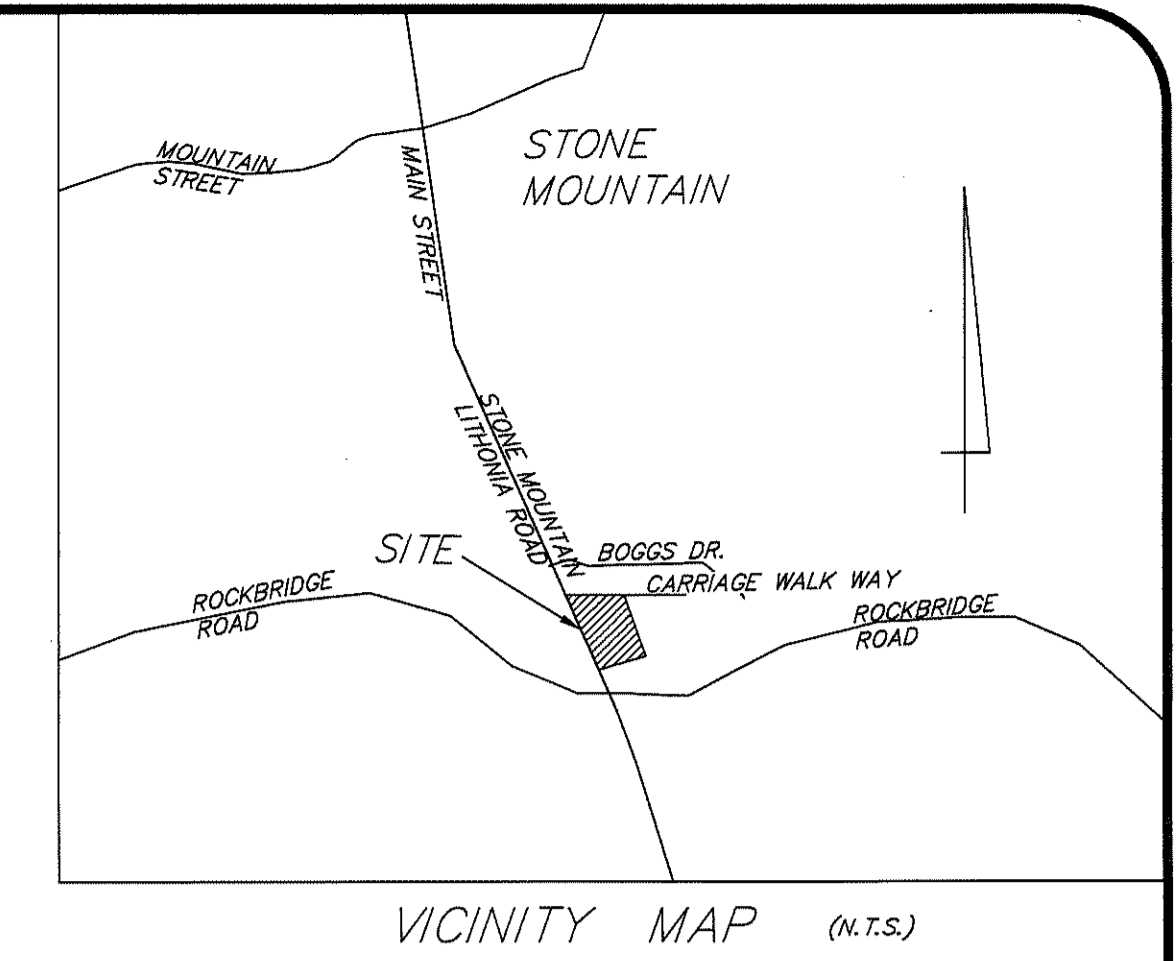 STONE
MOUNTAIN
MOUNTAIN
STREET
MAIN STREET
STONE MOUNTAIN
LITHONIA ROAD
SITE
BOGGS DR.
CARRIAGE WALK WAY
ROCKBRIDGE
ROAD
ROCKBRIDGE
ROAD
VICINITY MAP (N.T.S.)